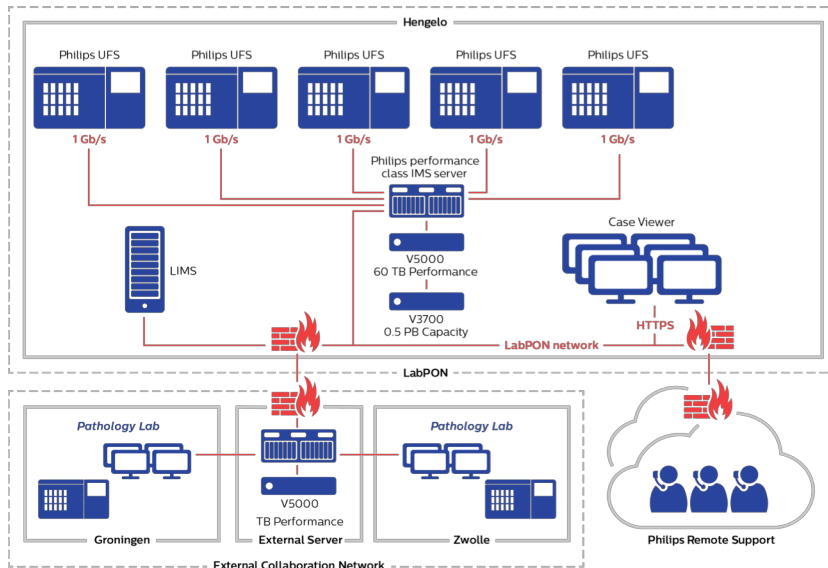 Hengelo
Philips UFS
Philips UFS
Philips UFS
Philips UFS
Philips UFS
1 Gb/s
1 Gb/s
1 Gb/s
1 Gb/s
1 Gb/s
Philips performance
class IMS server
Case Viewer
LIMS
V5000
60 TB Performance
V3700
0.5 PB Capacity
HTTPS
LabPON network
LabPON
Pathology Lab
Pathology Lab
V5000
TB Performance
Groningen
External Server
Zwolle
Philips Remote Support
External Collaboration Network